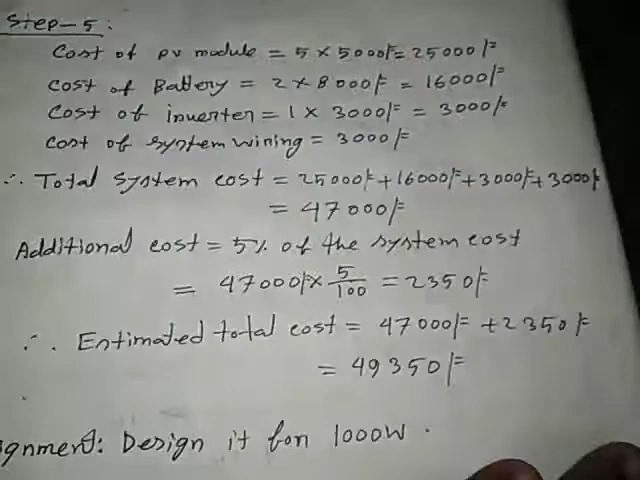 Step-5:
Cost of pv module = 5 × 5000/= = 25000/=
Cost of Battery = 2 × 8000/= = 16000/=
Cost of inverter = 1 × 3000/= = 3000/=
Cost of system wiring = 3000/=
∴ Total system cost = 25000/= + 16000/= + 3000/= + 3000/=
= 47000/=
Additional cost = 5% of the system cost
= 47000/= × 5/100 = 2350/=
∴ Estimated total cost = 47000/= + 2350/=
= 49350/=
ignment: Design it for 1000W.